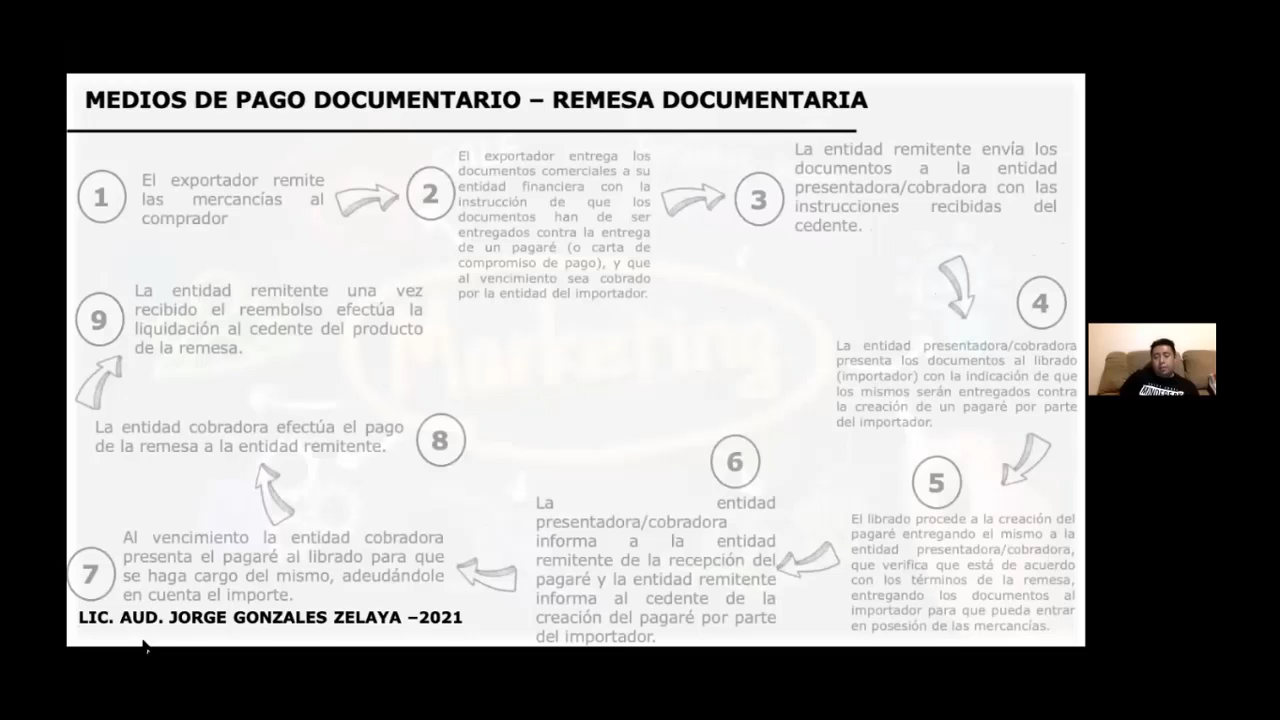 MEDIOS DE PAGO DOCUMENTARIO – REMESA DOCUMENTARIA
1
El exportador remite
las mercancías al
comprador
2
El exportador entrega los
documentos comerciales a su
entidad financiera con la
instrucción de que los
documentos han de ser
entregados contra la entrega
de un pagaré (o carta de
compromiso de pago), y que
al vencimiento sea cobrado
por la entidad del importador.
3
La entidad remitente envía los
documentos a la entidad
presentadora/cobradora con las
instrucciones recibidas del
cedente.
4
La entidad presentadora/cobradora
presenta los documentos al librado
(importador) con la indicación de que
los mismos serán entregados contra
la creación de un pagaré por parte
del importador.
5
El librado procede a la creación del
pagaré entregando el mismo a la
entidad presentadora/cobradora,
que verifica que está de acuerdo
con los términos de la remesa,
entregando los documentos al
importador para que pueda entrar
en posesión de las mercancías.
6
La entidad
presentadora/cobradora
informa a la entidad
remitente de la recepción del
pagaré y la entidad remitente
informa al cedente de la
creación del pagaré por parte
del importador.
7
Al vencimiento la entidad cobradora
presenta el pagaré al librado para que
se haga cargo del mismo, adeudándole
en cuenta el importe.
8
La entidad cobradora efectúa el pago
de la remesa a la entidad remitente.
9
La entidad remitente una vez
recibido el reembolso efectúa la
liquidación al cedente del producto
de la remesa.
LIC. AUD. JORGE GONZALES ZELAYA –2021